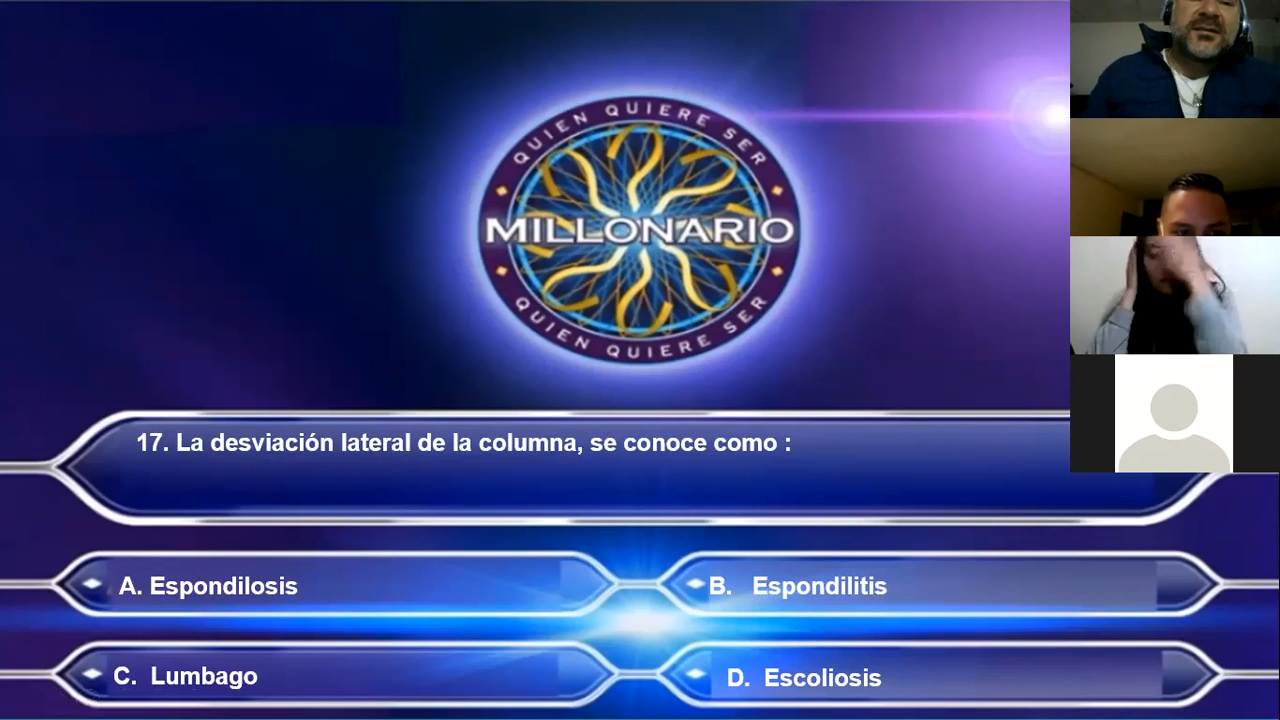 QUIEN QUIERE SER
MILLONARIO
QUIEN QUIERE SER
17. La desviación lateral de la columna, se conoce como :
A. Espondilosis
B. Espondilitis
C. Lumbago
D. Escoliosis